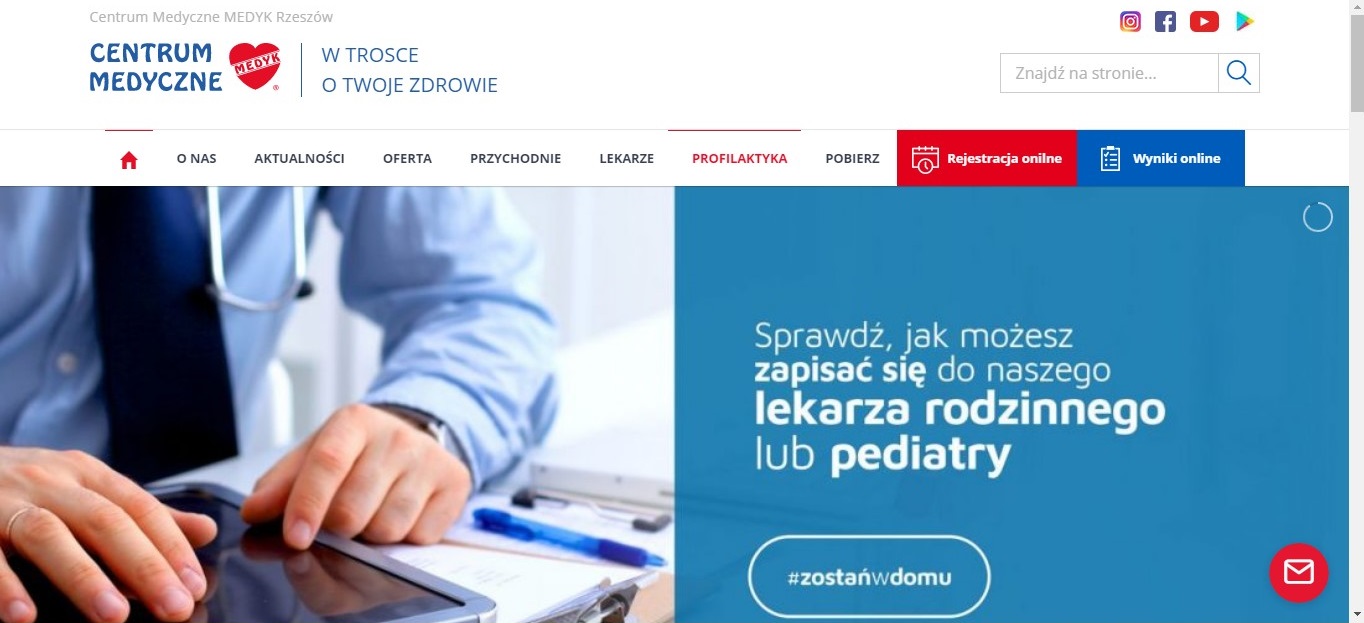 Centrum Medyczne MEDYK Rzeszów
CENTRUM
MEDYCZNE
MEDYK
®
W TROSCE
O TWOJE ZDROWIE
Znajdź na stronie...
O NAS
AKTUALNOŚCI
OFERTA
PRZYCHODNIE
LEKARZE
PROFILAKTYKA
POBIERZ
Rejestracja onilne
Wyniki online
Sprawdź, jak możesz
zapisać się do naszego
lekarza rodzinnego
lub pediatry
#zostańwdomu